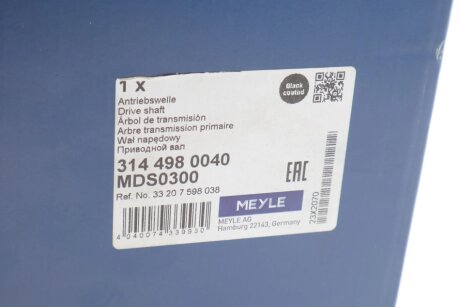 1 X
Antriebswelle
Drive shaft
Árbol de transmisión
Arbre transmission primaire
Wał napędowy
Приводной вал
314 498 0040
MDS0300
Ref. No. 33 20 7 598 038
4 040074 339930
Black
coated
EAC
MEYLE
MEYLE AG
Hamburg 22143, Germany
23X2070